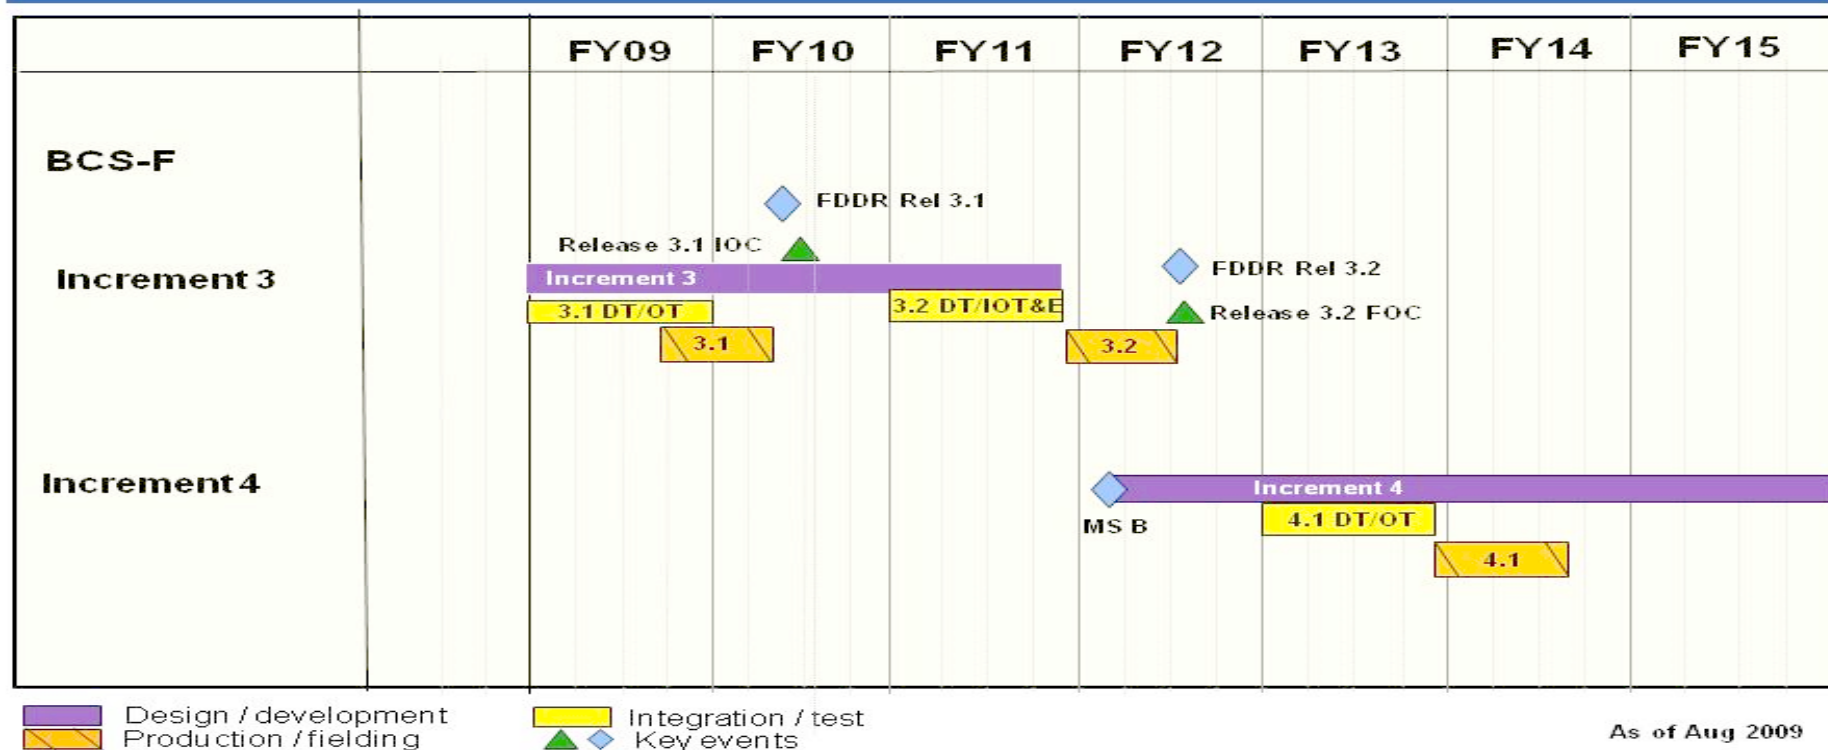 FY09 FY10 FY11 FY12 FY13 FY14 FY15
BCS-F
FDDR Rel 3.1
Release 3.1 IOC
FDDR Rel 3.2
Increment 3
Increment 3
3.1 DT/OT
3.2 DT/IOT&E
Release 3.2 FOC
3.1
3.2
Increment 4
Increment 4
4.1 DT/OT
MS B
4.1
Design / development
Integration / test
Production / fielding
Key events
As of Aug 2009